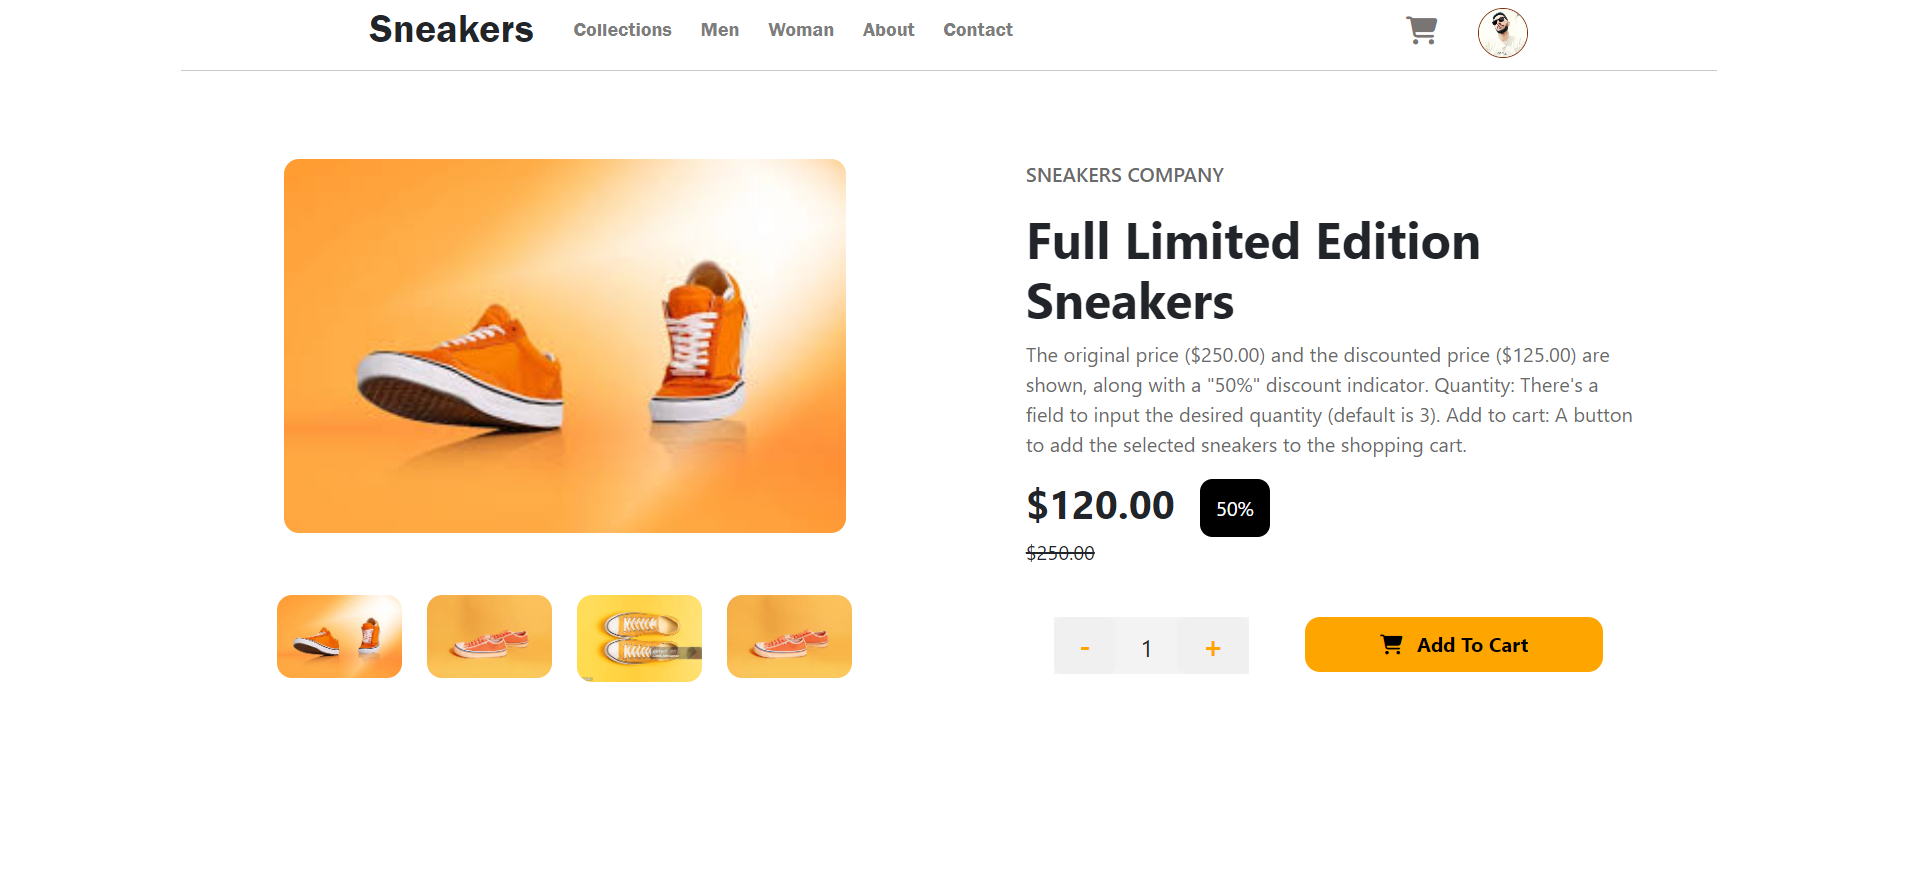 Sneakers
Collections
Men
Woman
About
Contact
SNEAKERS COMPANY
Full Limited Edition
Sneakers
The original price ($250.00) and the discounted price ($125.00) are
shown, along with a "50%" discount indicator. Quantity: There's a
field to input the desired quantity (default is 3). Add to cart: A button
to add the selected sneakers to the shopping cart.
$120.00
50%
$250.00
- 1 +
Add To Cart